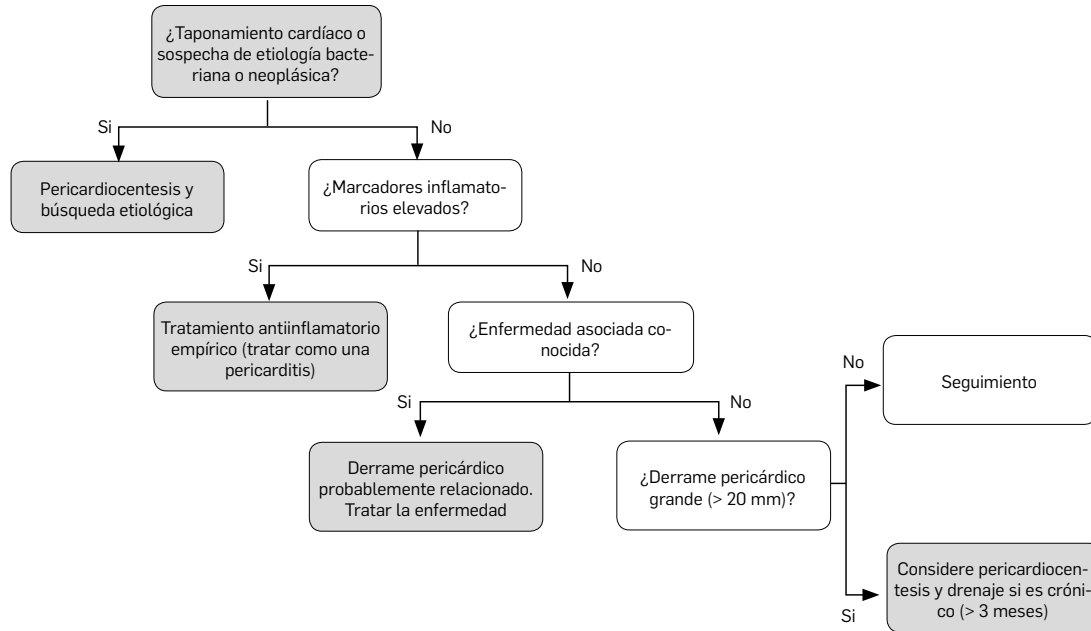 ¿Taponamiento cardíaco o
sospecha de etiología bacte-
riana o neoplásica?
Si
No
Pericardiocentesis y
búsqueda etiológica
¿Marcadores inflamato-
rios elevados?
Si
No
Tratamiento antiinflamatorio
empírico (tratar como una
pericarditis)
¿Enfermedad asociada co-
nocida?
Si
No
Derrame pericárdico
probablemente relacionado.
Tratar la enfermedad
¿Derrame pericárdico
grande (> 20 mm)?
No
Seguimiento
Si
Considere pericardiocen-
tesis y drenaje si es cróni-
co (> 3 meses)